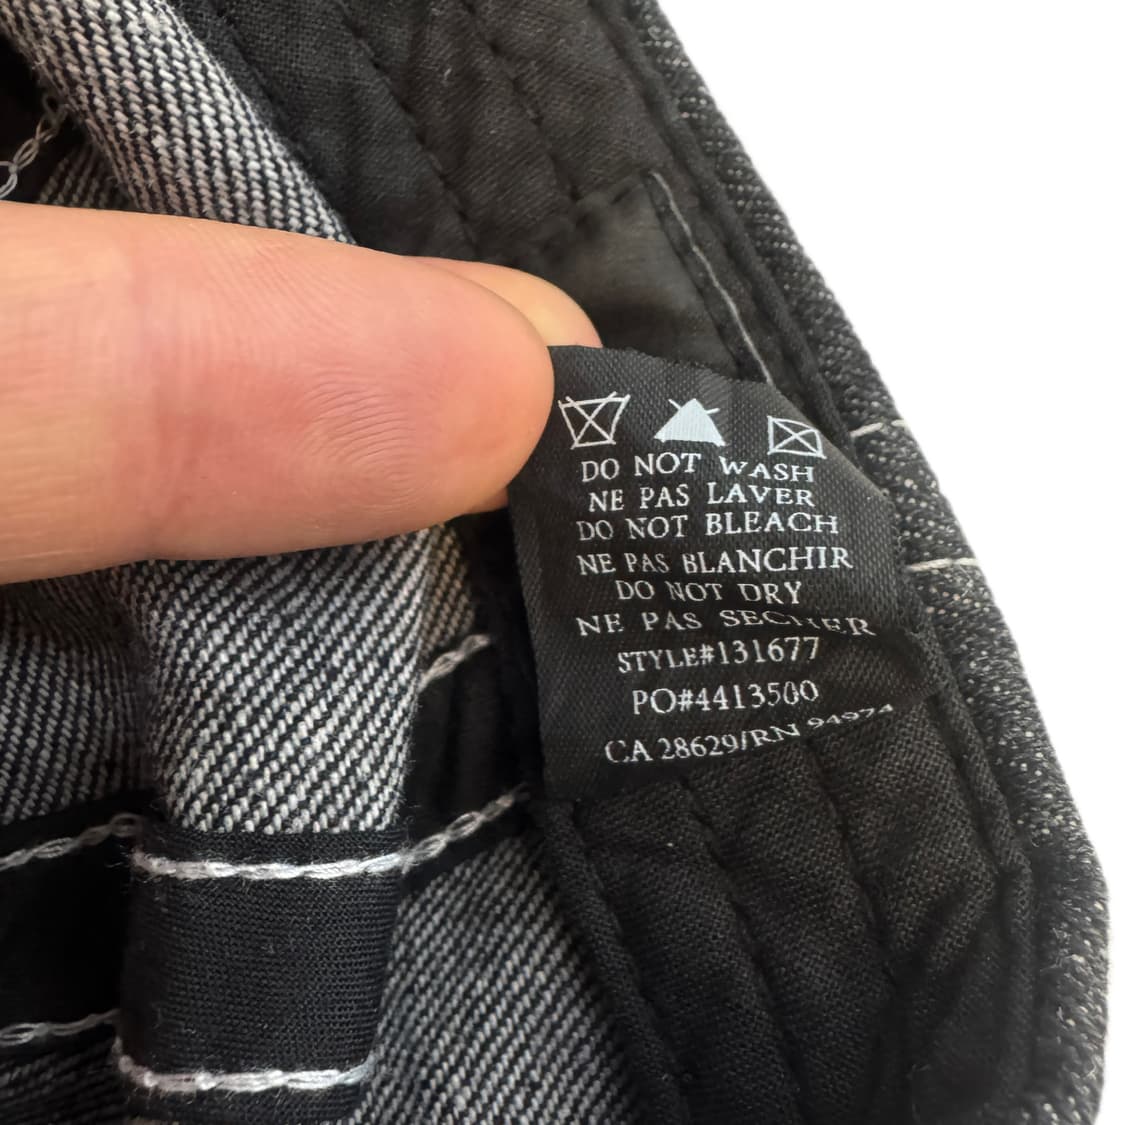 DO NOT WASH
NE PAS LAVER
DO NOT BLEACH
NE PAS BLANCHIR
DO NOT DRY
NE PAS SECHER
STYLE#131677
PO#4413500
CA 28629/RN 94974